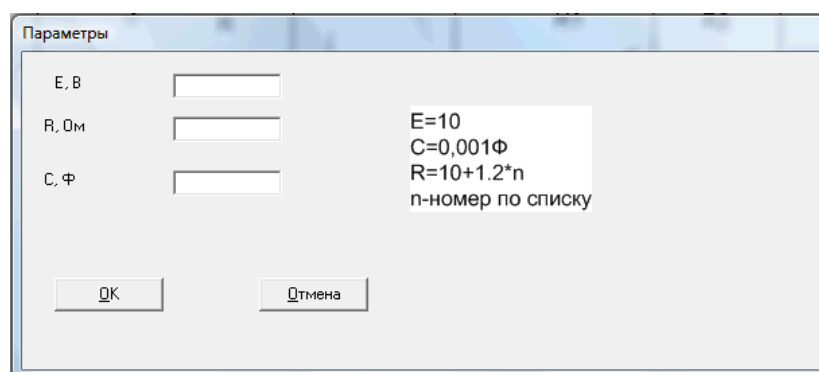 Параметры
E, В
R, Ом
C, Ф
E=10
C=0,001Ф
R=10+1.2*n
n-номер по списку
OK
Отмена